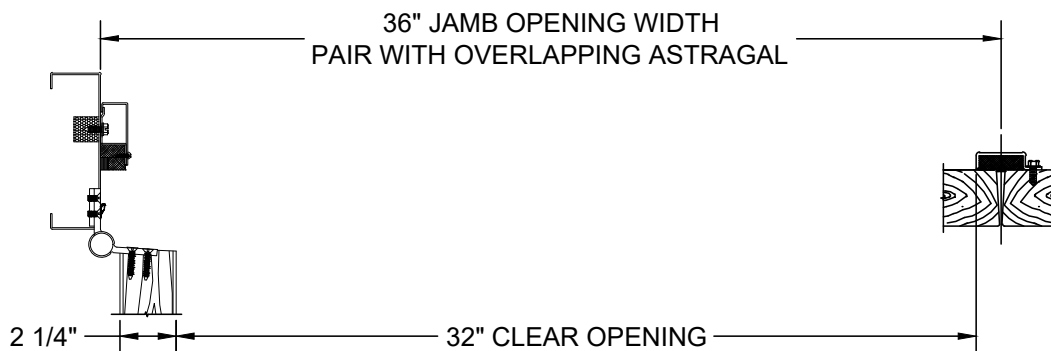 36" JAMB OPENING WIDTH
PAIR WITH OVERLAPPING ASTRAGAL
2 1/4"
32" CLEAR OPENING